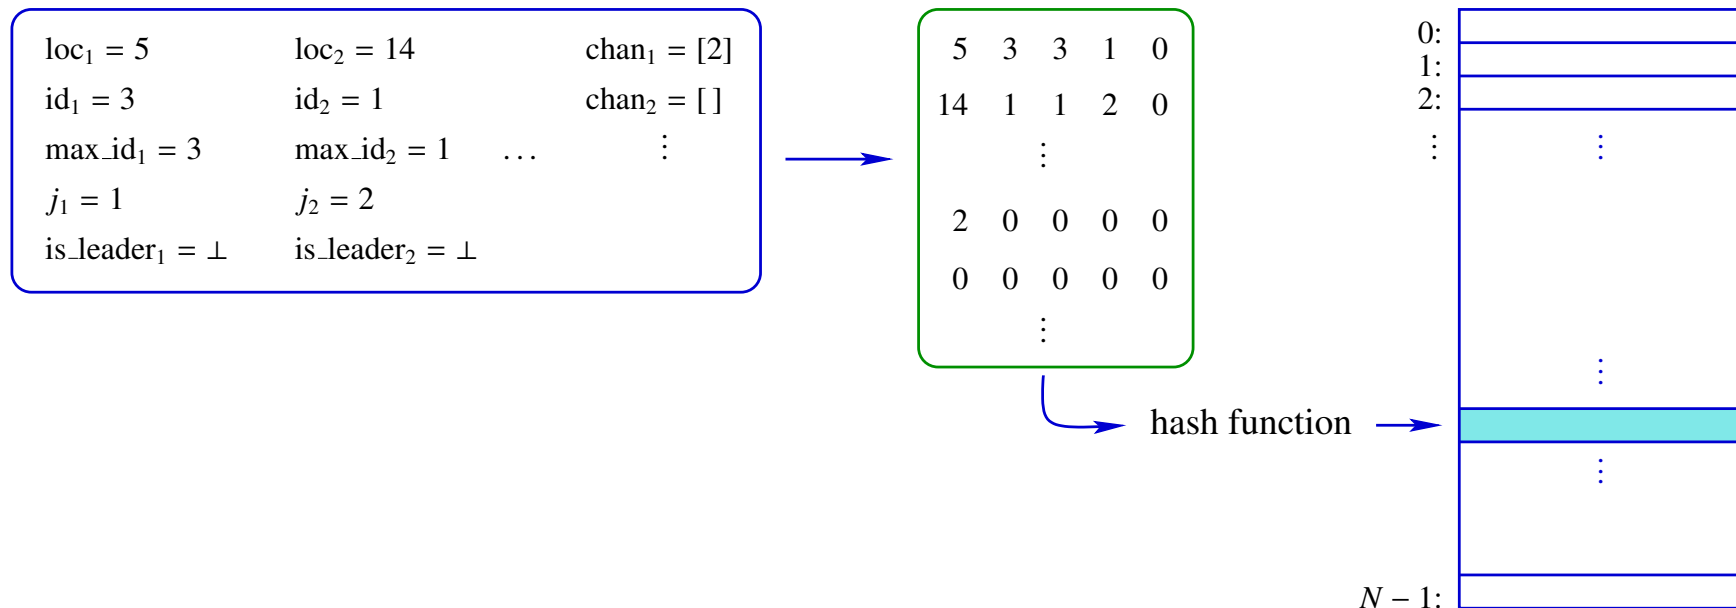 loc₁ = 5 loc₂ = 14 chan₁ = [2]
id₁ = 3 id₂ = 1 chan₂ = [ ]
max_id₁ = 3 max_id₂ = 1 … ⋮
j₁ = 1 j₂ = 2
is_leader₁ = ⊥ is_leader₂ = ⊥
5 3 3 1 0
14 1 1 2 0
⋮
2 0 0 0 0
0 0 0 0 0
⋮
hash function
0:
1:
2:
⋮ ⋮
⋮
⋮
N − 1: